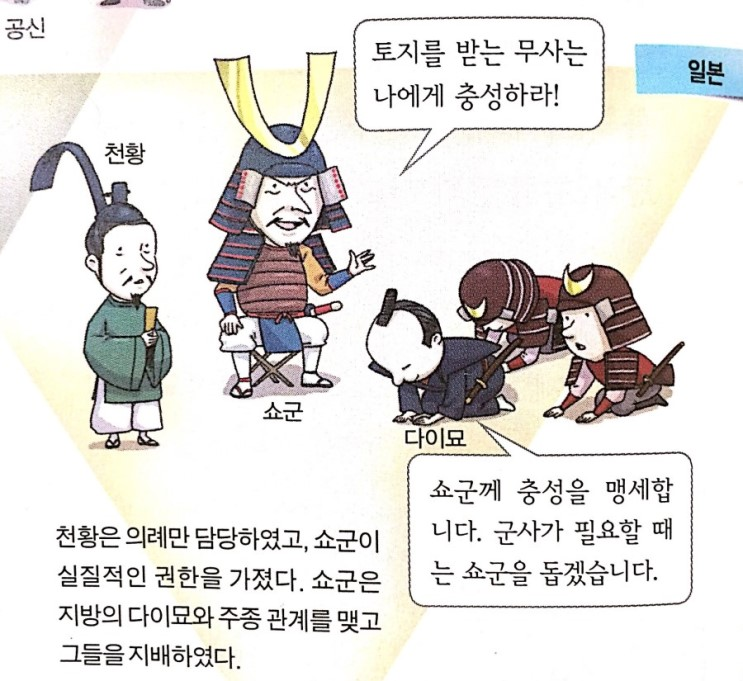 공신
토지를 받는 무사는
나에게 충성하라!
일본
천황
쇼군
다이묘
쇼군께 충성을 맹세합
니다. 군사가 필요할 때
는 쇼군을 돕겠습니다.
천황은 의례만 담당하였고, 쇼군이
실질적인 권한을 가졌다. 쇼군은
지방의 다이묘와 주종 관계를 맺고
그들을 지배하였다.